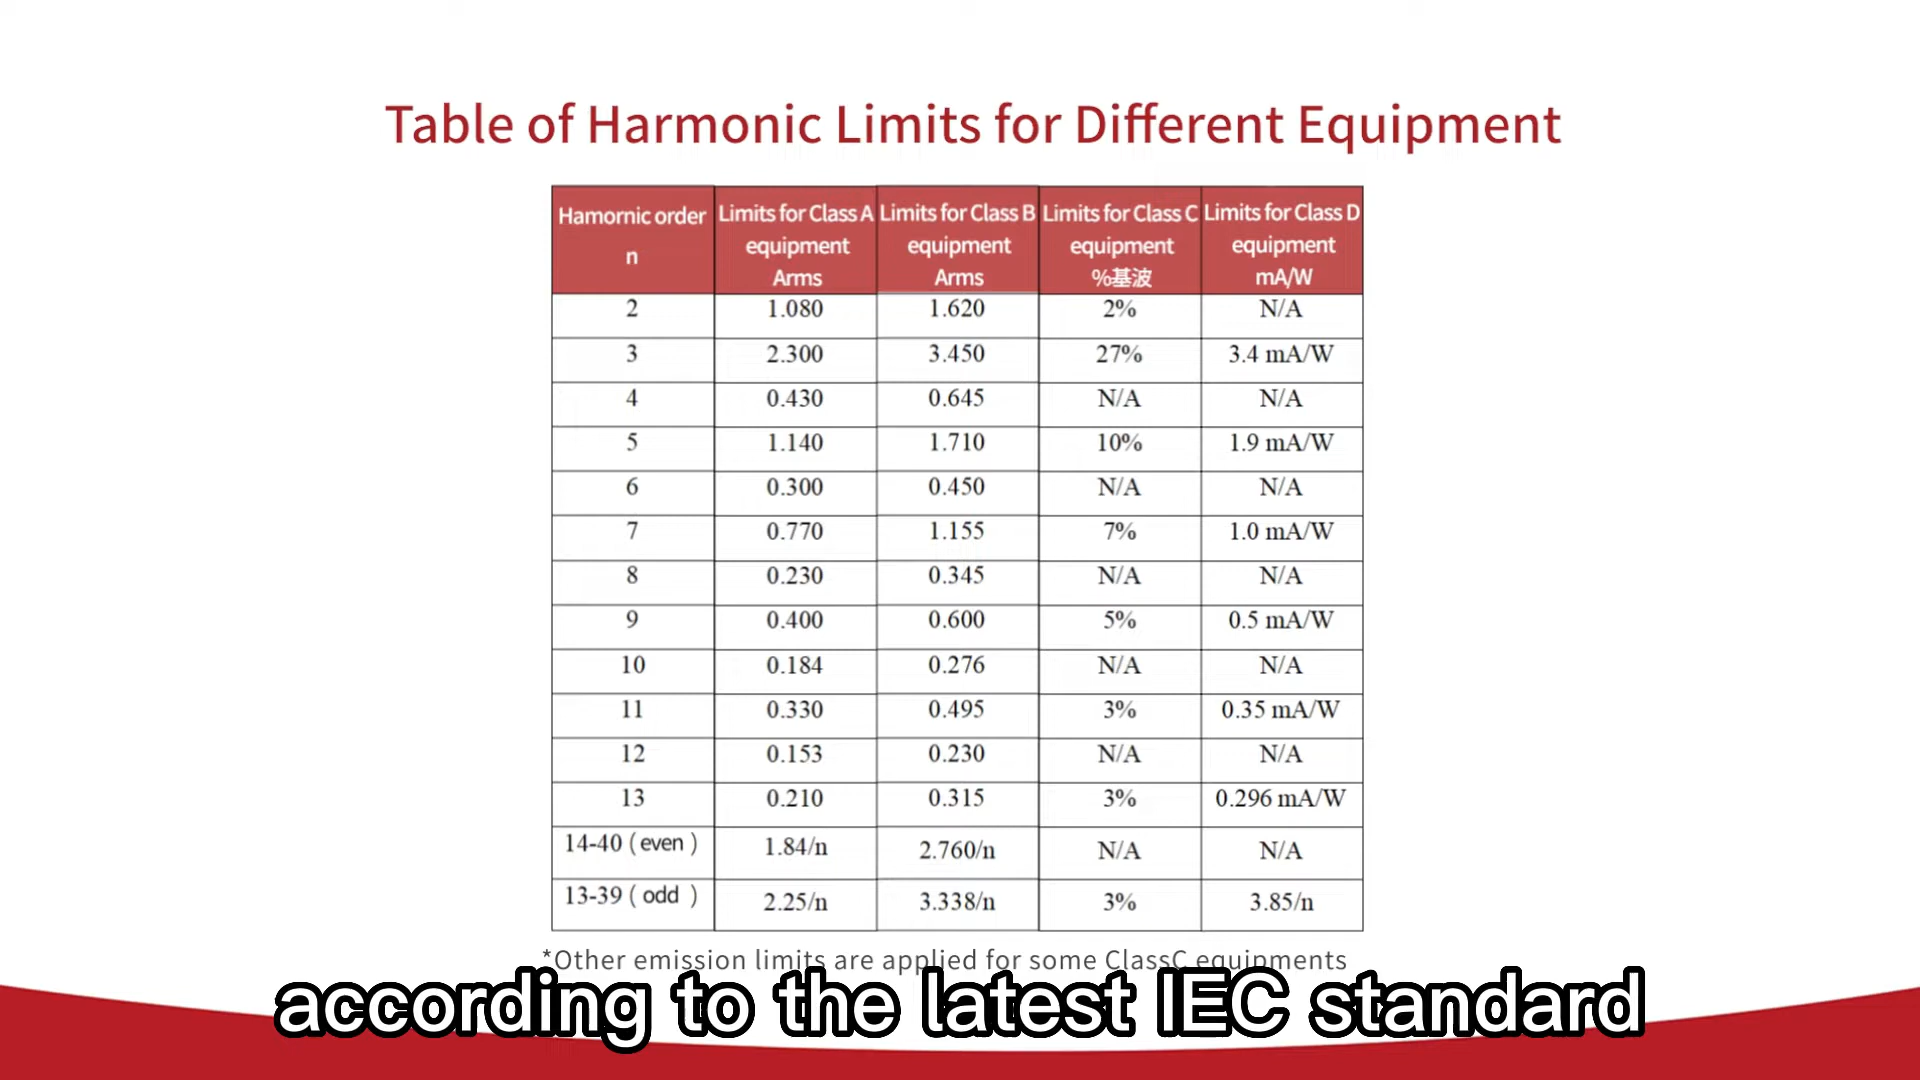 Table of Harmonic Limits for Different Equipment
Hamornic order n Limits for Class A equipment Arms Limits for Class B equipment Arms Limits for Class C equipment %基波 Limits for Class D equipment mA/W
2 1.080 1.620 2% N/A
3 2.300 3.450 27% 3.4 mA/W
4 0.430 0.645 N/A N/A
5 1.140 1.710 10% 1.9 mA/W
6 0.300 0.450 N/A N/A
7 0.770 1.155 7% 1.0 mA/W
8 0.230 0.345 N/A N/A
9 0.400 0.600 5% 0.5 mA/W
10 0.184 0.276 N/A N/A
11 0.330 0.495 3% 0.35 mA/W
12 0.153 0.230 N/A N/A
13 0.210 0.315 3% 0.296 mA/W
14-40 ( even ) 1.84/n 2.760/n N/A N/A
13-39 ( odd ) 2.25/n 3.338/n 3% 3.85/n
*Other emission limits are applied for some ClassC equipments
according to the latest IEC standard